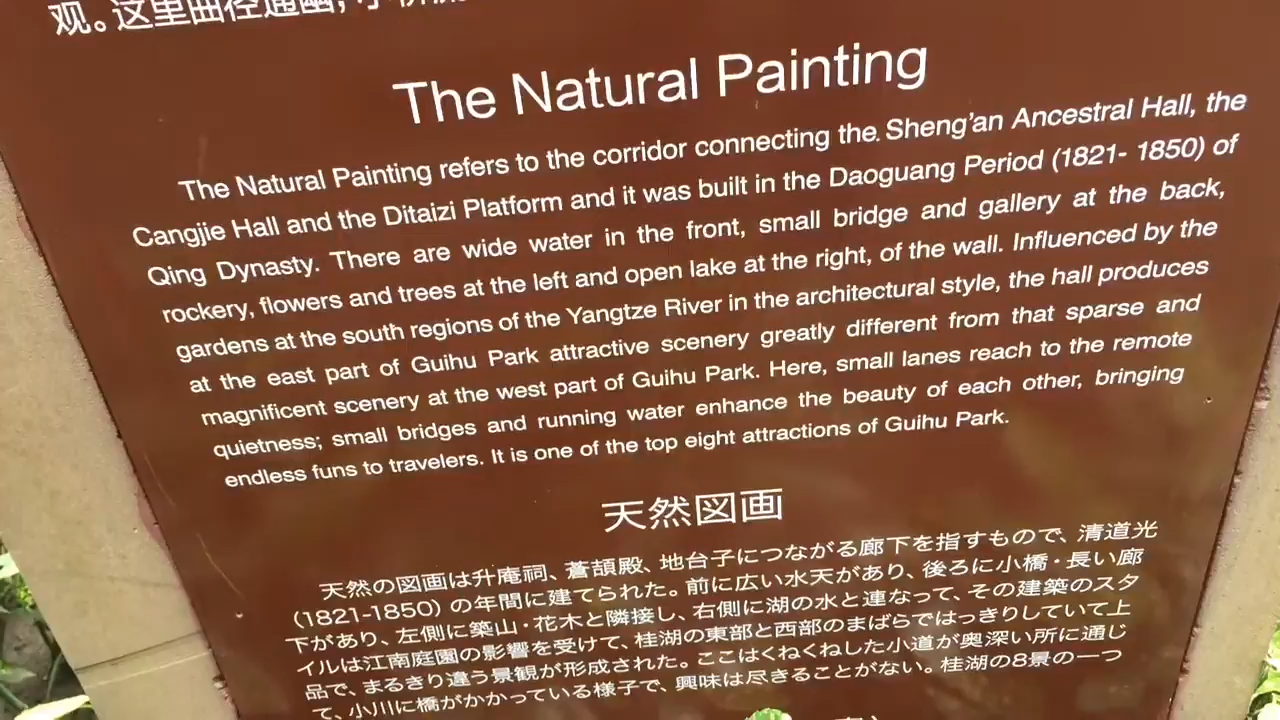 观。这里曲径通幽，小桥流
The Natural Painting
The Natural Painting refers to the corridor connecting the. Sheng'an Ancestral Hall, the
Cangjie Hall and the Ditaizi Platform and it was built in the Daoguang Period (1821- 1850) of
Qing Dynasty. There are wide water in the front, small bridge and gallery at the back,
rockery, flowers and trees at the left and open lake at the right, of the wall. Influenced by the
gardens at the south regions of the Yangtze River in the architectural style, the hall produces
at the east part of Guihu Park attractive scenery greatly different from that sparse and
magnificent scenery at the west part of Guihu Park. Here, small lanes reach to the remote
quietness; small bridges and running water enhance the beauty of each other, bringing
endless funs to travelers. It is one of the top eight attractions of Guihu Park.
天然図画
天然の図画は升庵祠、蒼頡殿、地台子につながる廊下を指すもので、清道光
（1821-1850）の年間に建てられた。前に広い水天があり、後ろに小橋・長い廊
下があり、左側に築山・花木と隣接し、右側に湖の水と連なって、その建築のスタ
イルは江南庭園の影響を受けて、桂湖の東部と西部のまばらではっきりしていて上
品で、まるきり違う景観が形成された。ここはくねくねした小道が奥深い所に通じ
て、小川に橋がかかっている様子で、興味は尽きることがない。桂湖の8景の一つ